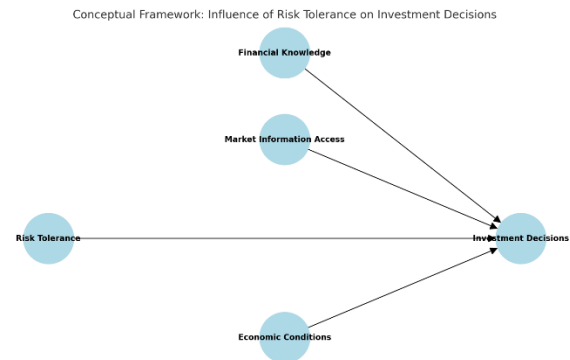 Conceptual Framework: Influence of Risk Tolerance on Investment Decisions
Financial Knowledge
Market Information Access
Risk Tolerance
Investment Decisions
Economic Conditions